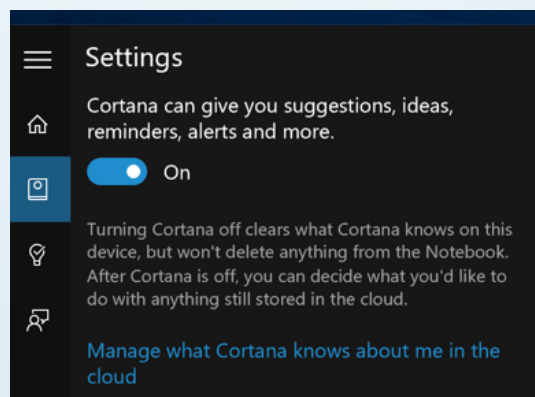 Settings
Cortana can give you suggestions, ideas,
reminders, alerts and more.
On
Turning Cortana off clears what Cortana knows on this
device, but won't delete anything from the Notebook.
After Cortana is off, you can decide what you'd like to
do with anything still stored in the cloud.
Manage what Cortana knows about me in the
cloud